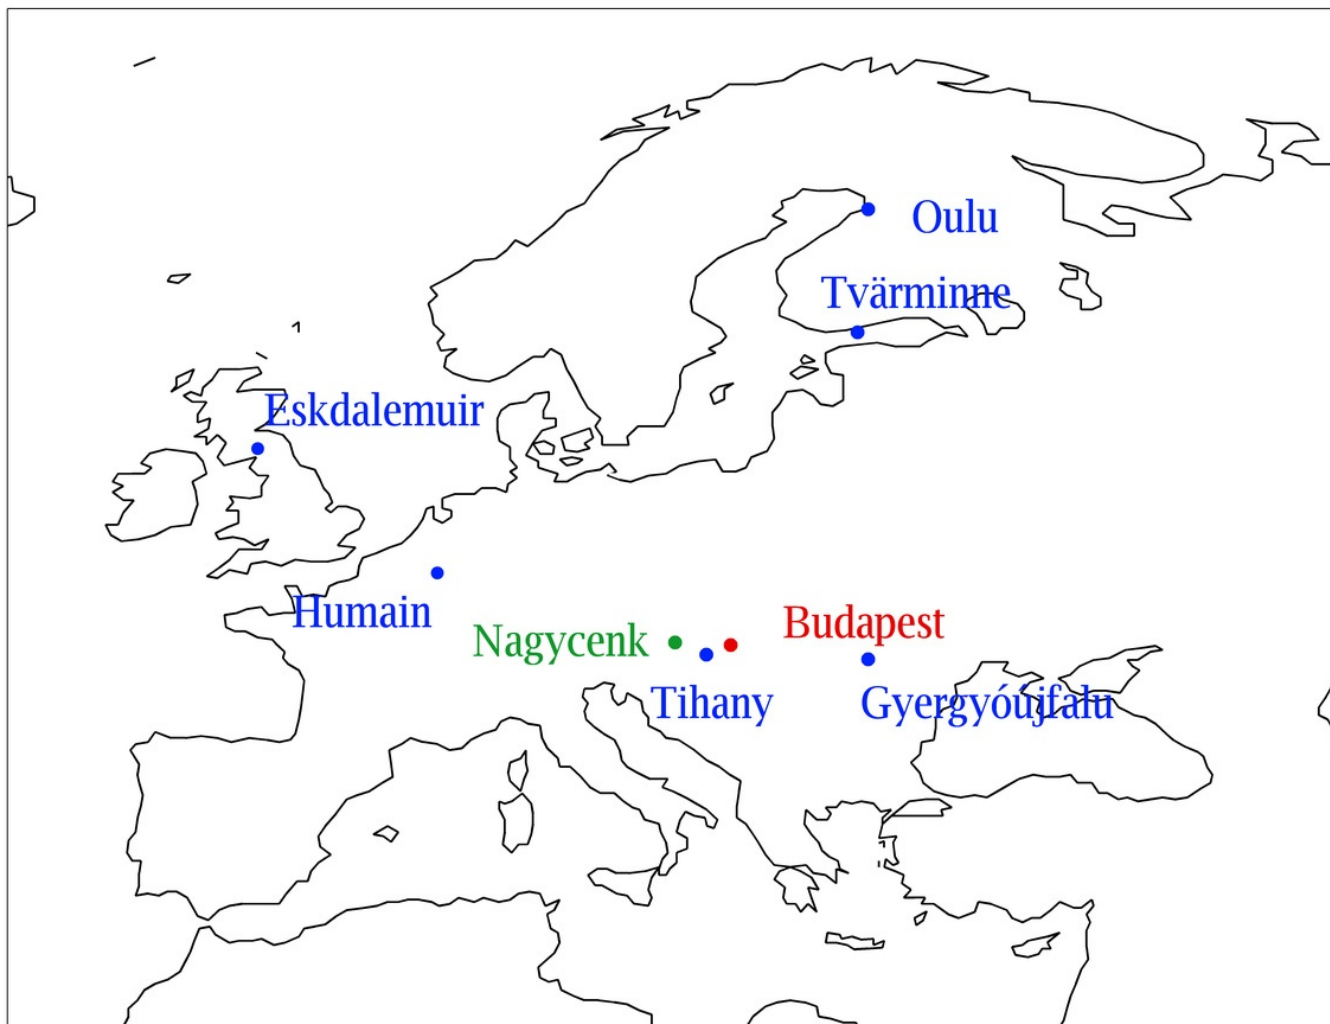 Oulu
Tvärminne
Eskdalemuir
Humain
Budapest
Nagycenk
Tihany
Gyergyóújfalu